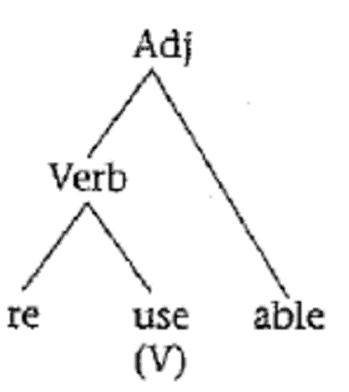 Adj
Verb
re use able
(V)